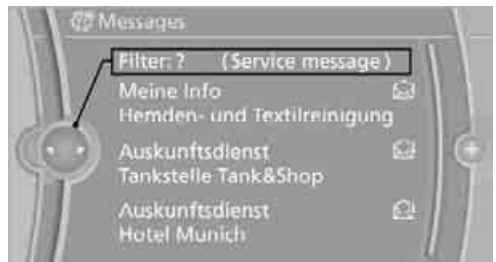 Messages
Filter: ? (Service message)
Meine Info
Hemden- und Textilreinigung
Auskunftsdienst
Tankstelle Tank&Shop
Auskunftsdienst
Hotel Munich